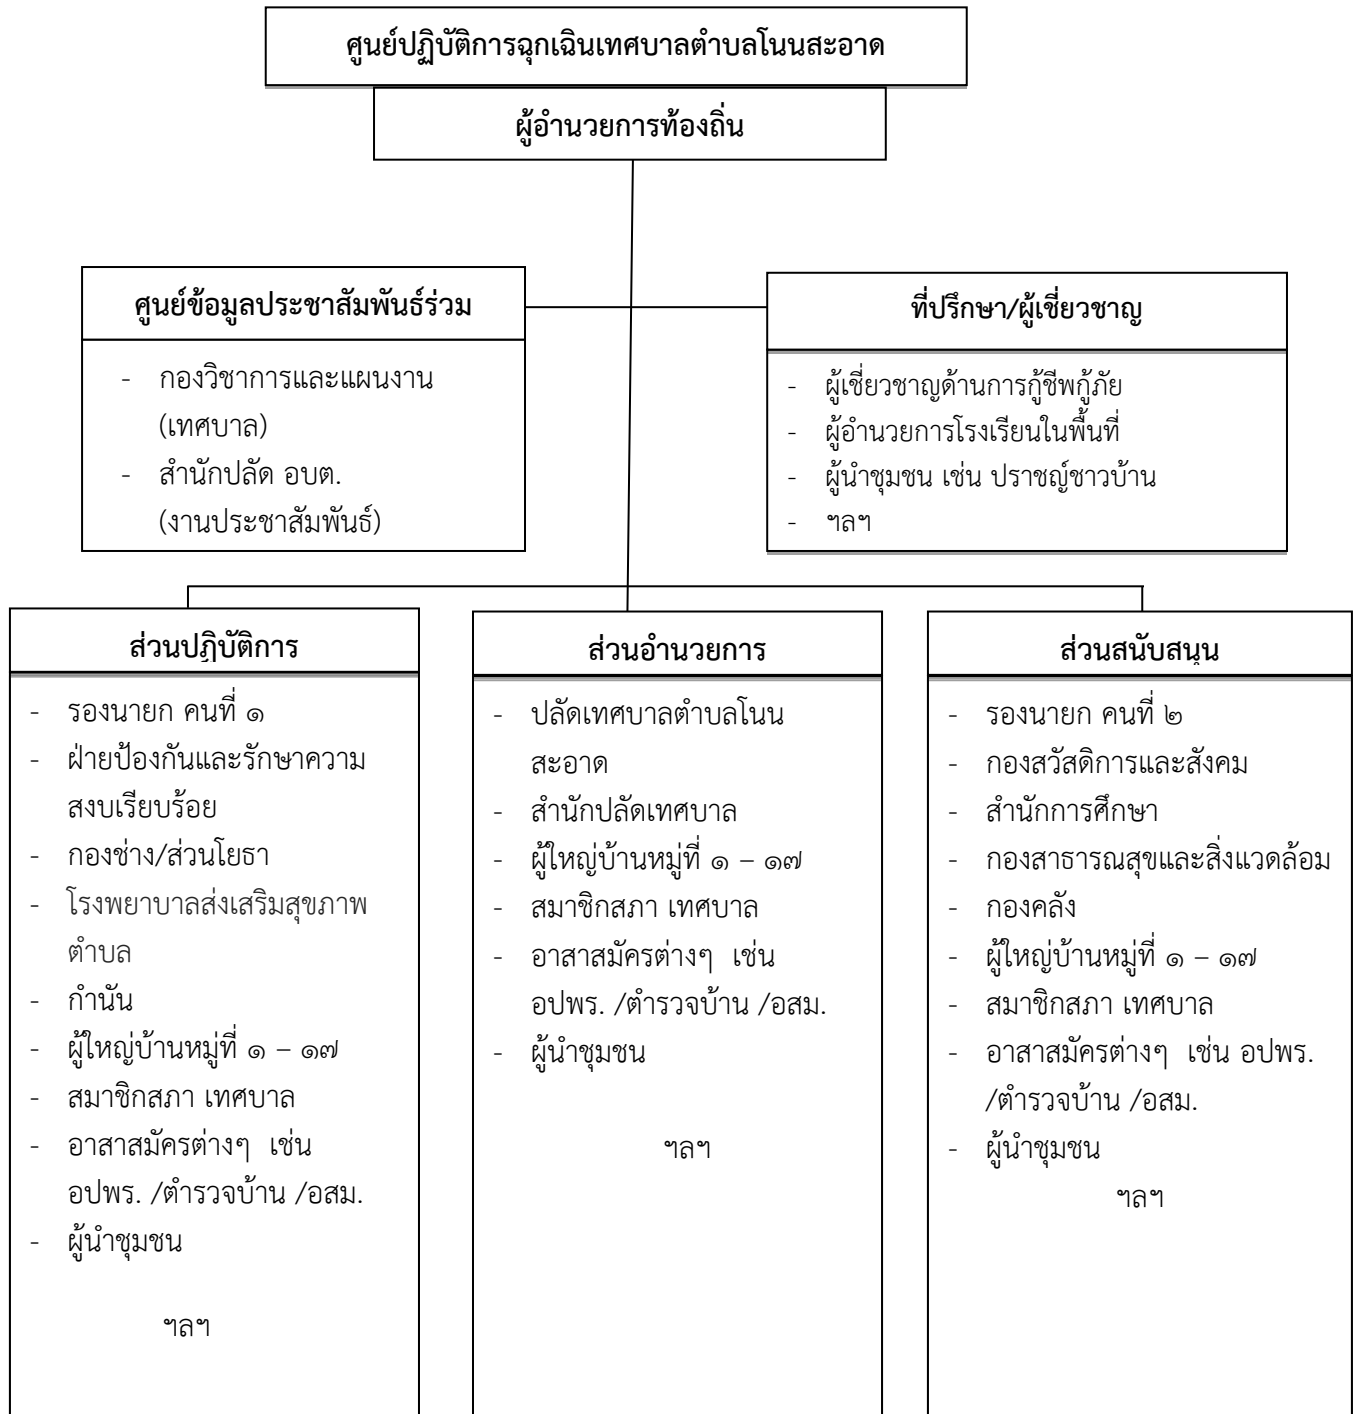 ศูนย์ปฏิบัติการฉุกเฉินเทศบาลตำบลโนนสะอาด
ผู้อำนวยการท้องถิ่น
ศูนย์ข้อมูลประชาสัมพันธ์ร่วม
- กองวิชาการและแผนงาน
(เทศบาล)
- สำนักปลัด อบต.
(งานประชาสัมพันธ์)
ที่ปรึกษา/ผู้เชี่ยวชาญ
- ผู้เชี่ยวชาญด้านการกู้ชีพกู้ภัย
- ผู้อำนวยการโรงเรียนในพื้นที่
- ผู้นำชุมชน เช่น ปราชญ์ชาวบ้าน
- ฯลฯ
ส่วนปฏิบัติการ
- รองนายก คนที่ ๑
- ฝ่ายป้องกันและรักษาความ
สงบเรียบร้อย
- กองช่าง/ส่วนโยธา
- โรงพยาบาลส่งเสริมสุขภาพ
ตำบล
- กำนัน
- ผู้ใหญ่บ้านหมู่ที่ ๑ – ๑๗
- สมาชิกสภา เทศบาล
- อาสาสมัครต่างๆ เช่น
อปพร. /ตำรวจบ้าน /อสม.
- ผู้นำชุมชน
ฯลฯ
ส่วนอำนวยการ
- ปลัดเทศบาลตำบลโนน
สะอาด
- สำนักปลัดเทศบาล
- ผู้ใหญ่บ้านหมู่ที่ ๑ – ๑๗
- สมาชิกสภา เทศบาล
- อาสาสมัครต่างๆ เช่น
อปพร. /ตำรวจบ้าน /อสม.
- ผู้นำชุมชน
ฯลฯ
ส่วนสนับสนุน
- รองนายก คนที่ ๒
- กองสวัสดิการและสังคม
- สำนักการศึกษา
- กองสาธารณสุขและสิ่งแวดล้อม
- กองคลัง
- ผู้ใหญ่บ้านหมู่ที่ ๑ – ๑๗
- สมาชิกสภา เทศบาล
- อาสาสมัครต่างๆ เช่น อปพร.
/ตำรวจบ้าน /อสม.
- ผู้นำชุมชน
ฯลฯ